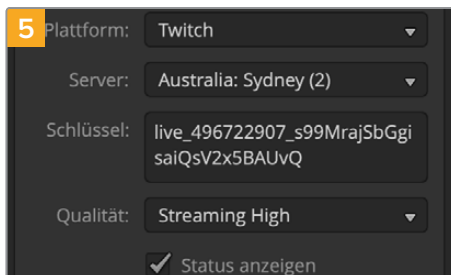 5 Plattform: Twitch
Server: Australia: Sydney (2)
Schlüssel: live_496722907_s99MrajSbGgi
saiQsV2x5BAUvQ
Qualität: Streaming High
Status anzeigen